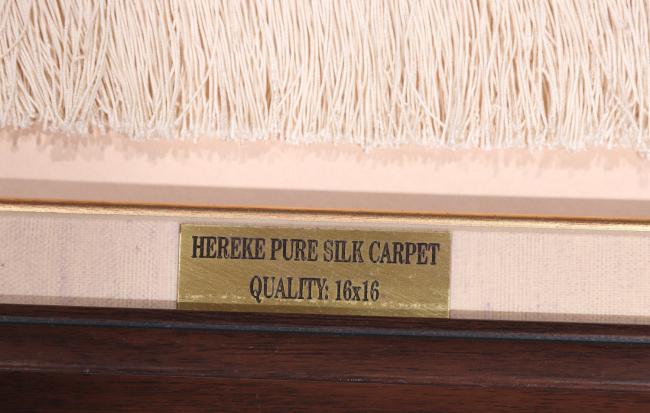 HEREKE PURE SILK CARPET
QUALITY: 16x16